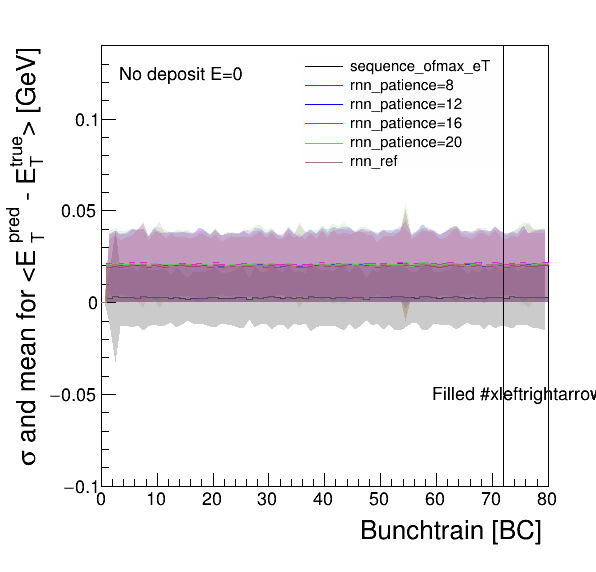 No deposit E=0
sequence_ofmax_eT
rnn_patience=8
rnn_patience=12
rnn_patience=16
rnn_patience=20
rnn_ref
σ and mean for <E_T^pred - E_T^true> [GeV]
0.1
0.05
0
−0.05
−0.1
Filled #xleftrightarrow
0 10 20 30 40 50 60 70 80
Bunchtrain [BC]